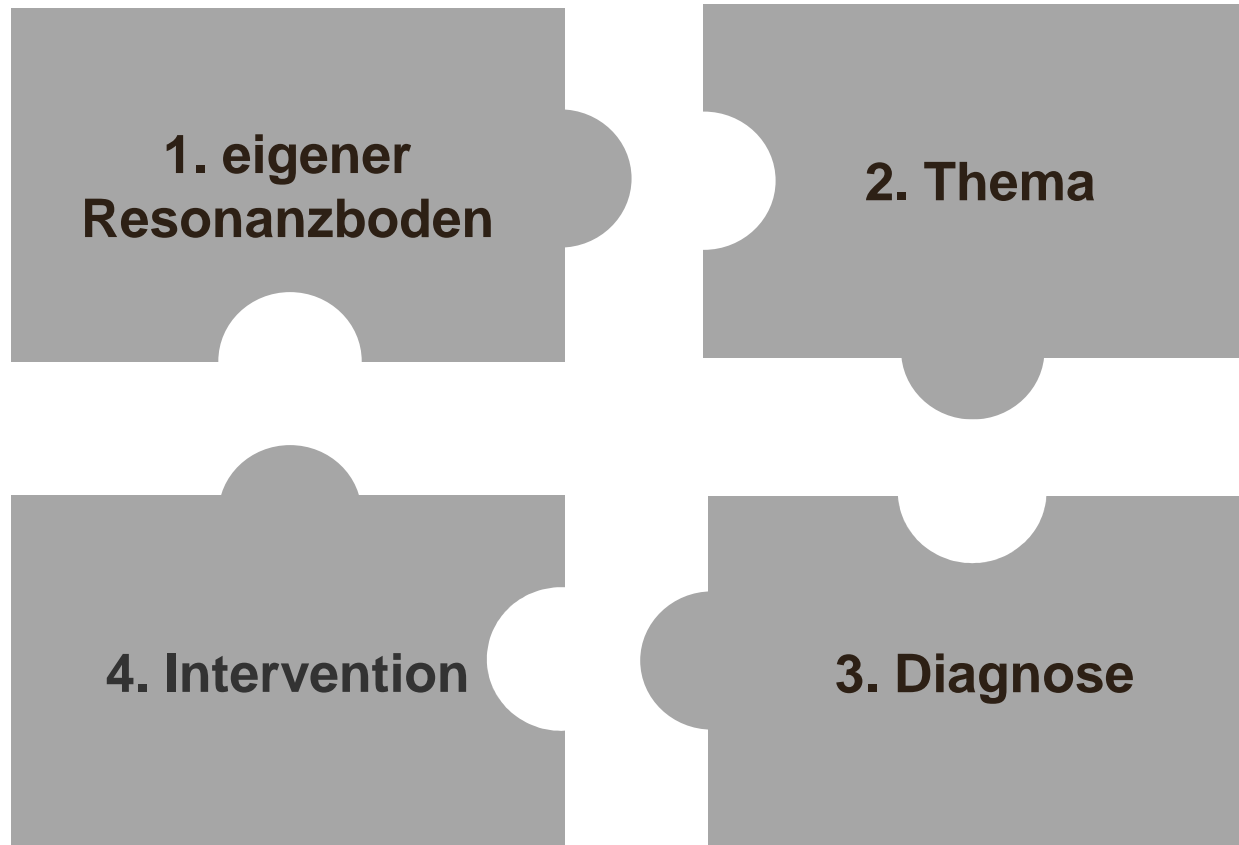 1. eigener
Resonanzboden
2. Thema
3. Diagnose
4. Intervention